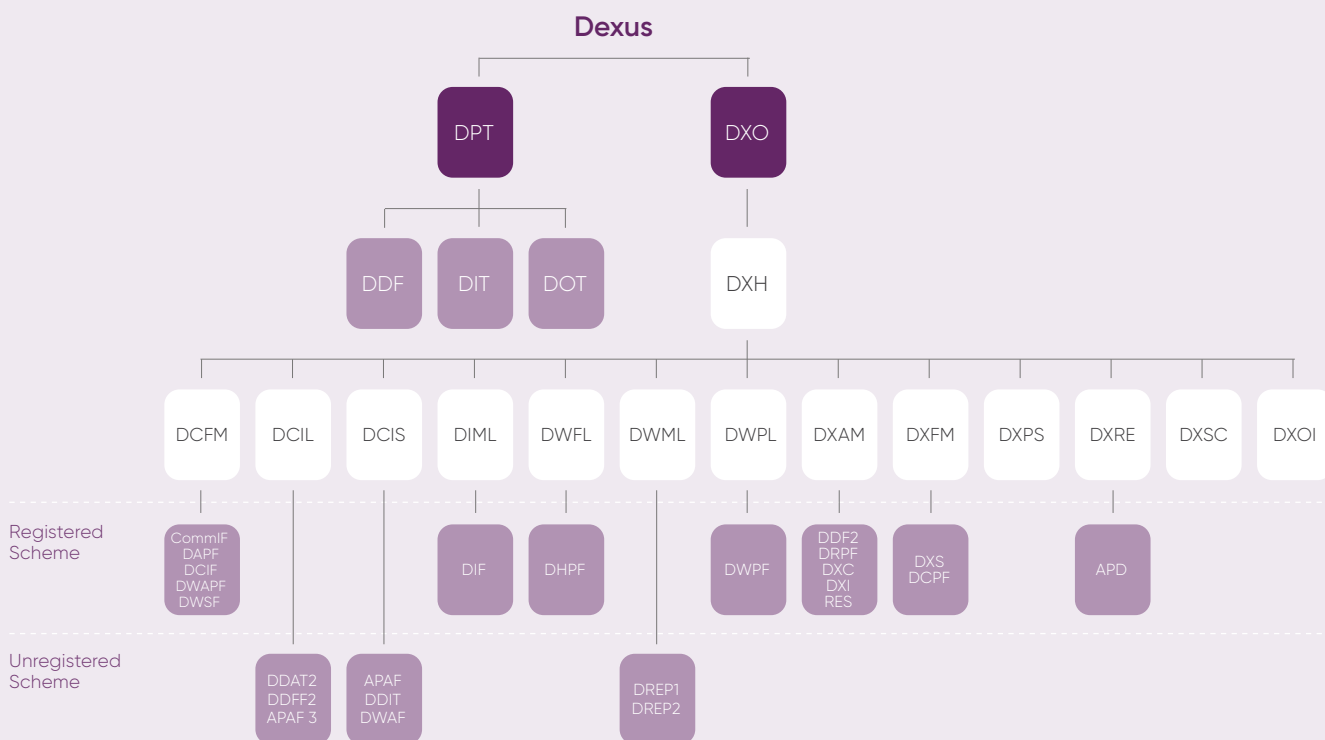 Dexus
DPT
DXO
DDF
DIT
DOT
DXH
DCFM
DCIL
DCIS
DIML
DWFL
DWML
DWPL
DXAM
DXFM
DXPS
DXRE
DXSC
DXOI
Registered
Scheme
CommIF
DAPF
DCIF
DWAPF
DWSF
DIF
DHPF
DWPF
DDF2
DRPF
DXC
DXI
RES
DXS
DCPF
APD
Unregistered
Scheme
DDAT2
DDFF2
APAF 3
APAF
DDIT
DWAF
DREP1
DREP2